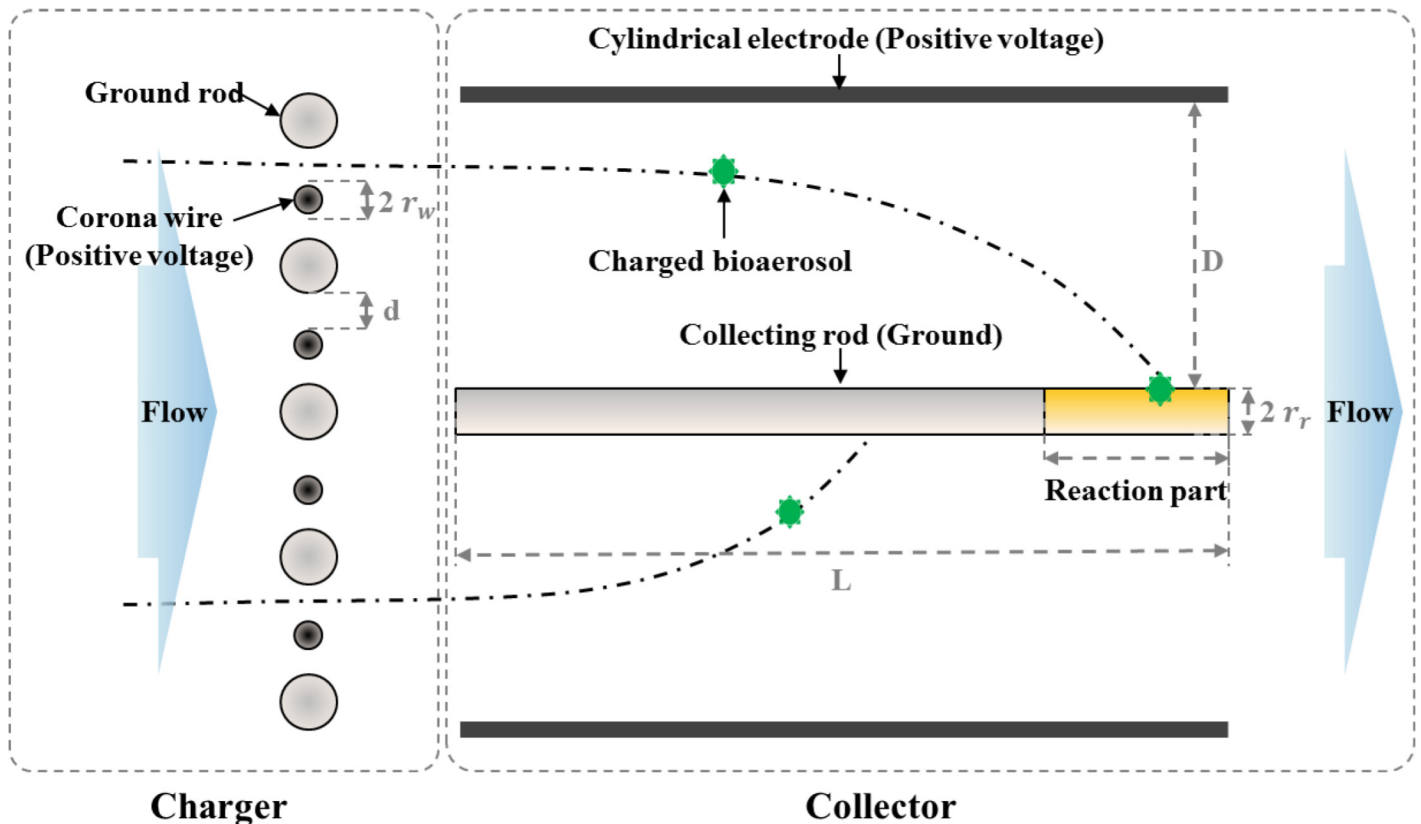 Cylindrical electrode (Positive voltage)
Ground rod
2 r_w
Corona wire
(Positive voltage)
Charged bioaerosol
D
d
Collecting rod (Ground)
Flow
2 r_r
Flow
Reaction part
L
Charger
Collector